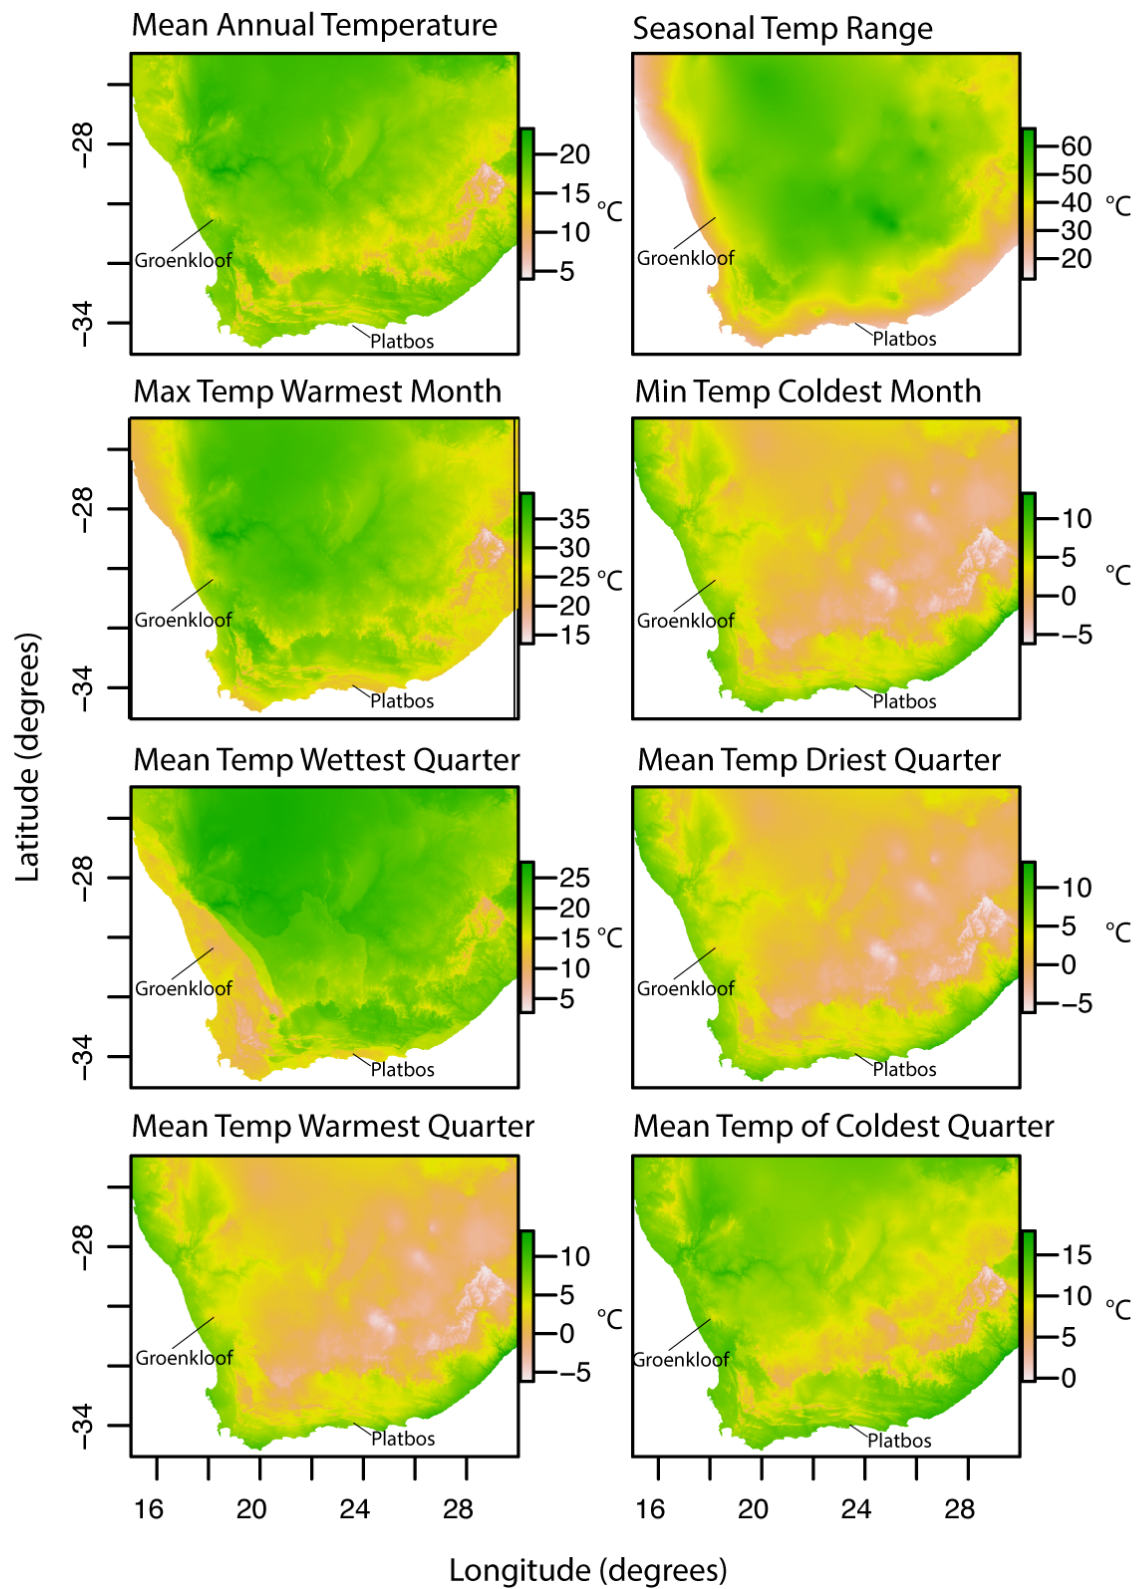 Mean Annual Temperature
Seasonal Temp Range
-28
-34
20
15
10
5
°C
Groenkloof
Platbos
60
50
40
30
20
°C
Groenkloof
Platbos
Max Temp Warmest Month
Min Temp Coldest Month
-28
-34
35
30
25
20
15
°C
Groenkloof
Platbos
10
5
0
-5
°C
Groenkloof
Platbos
Latitude (degrees)
Mean Temp Wettest Quarter
Mean Temp Driest Quarter
-28
-34
25
20
15
10
5
°C
Groenkloof
Platbos
10
5
0
-5
°C
Groenkloof
Platbos
Mean Temp Warmest Quarter
Mean Temp of Coldest Quarter
-28
-34
10
5
0
-5
°C
Groenkloof
Platbos
15
10
5
0
°C
Groenkloof
Platbos
16 20 24 28
16 20 24 28
Longitude (degrees)